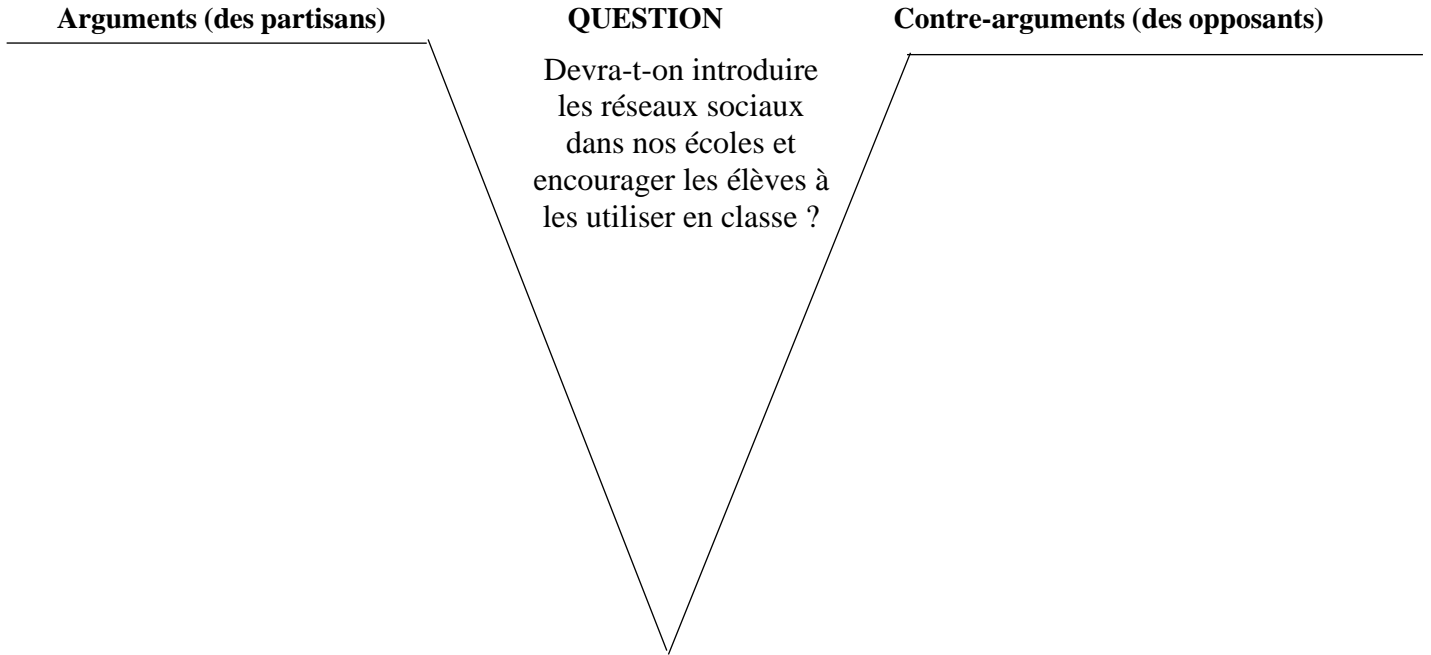 Arguments (des partisans)
QUESTION
Contre-arguments (des opposants)
Devra-t-on introduire
les réseaux sociaux
dans nos écoles et
encourager les élèves à
les utiliser en classe ?